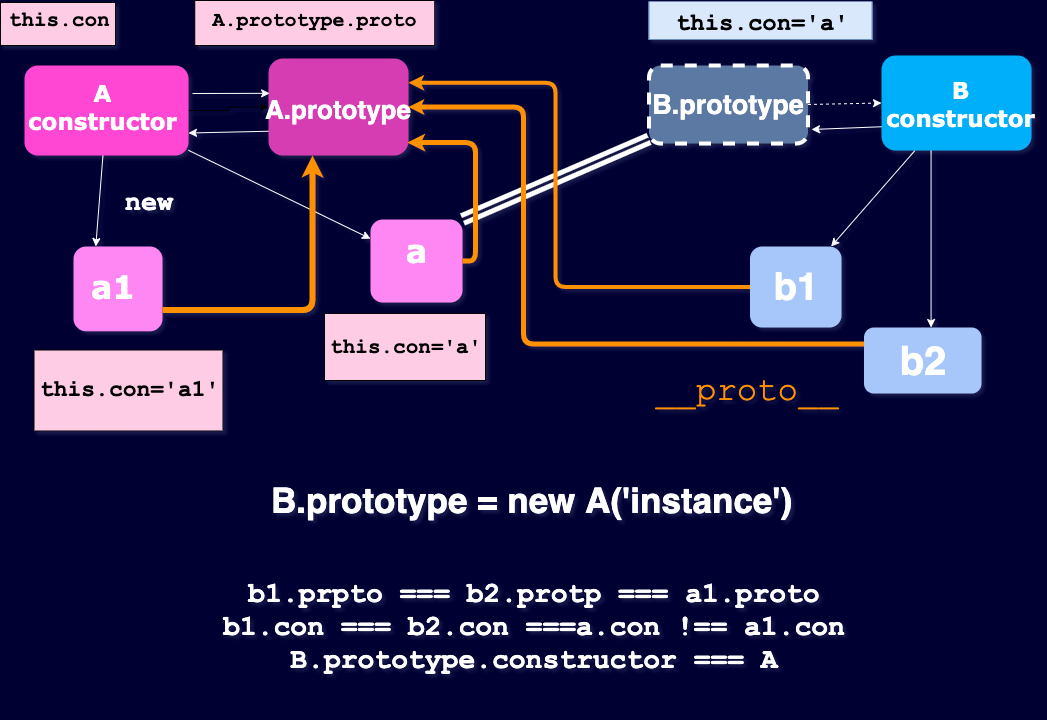 this.con
A.prototype.proto
this.con='a'
A
constructor
A.prototype
B.prototype
B
constructor
new
a1
a
b1
b2
this.con='a1'
this.con='a'
__proto__
B.prototype = new A('instance')
b1.prpto === b2.protp === a1.proto
b1.con === b2.con ===a.con !== a1.con
B.prototype.constructor === A